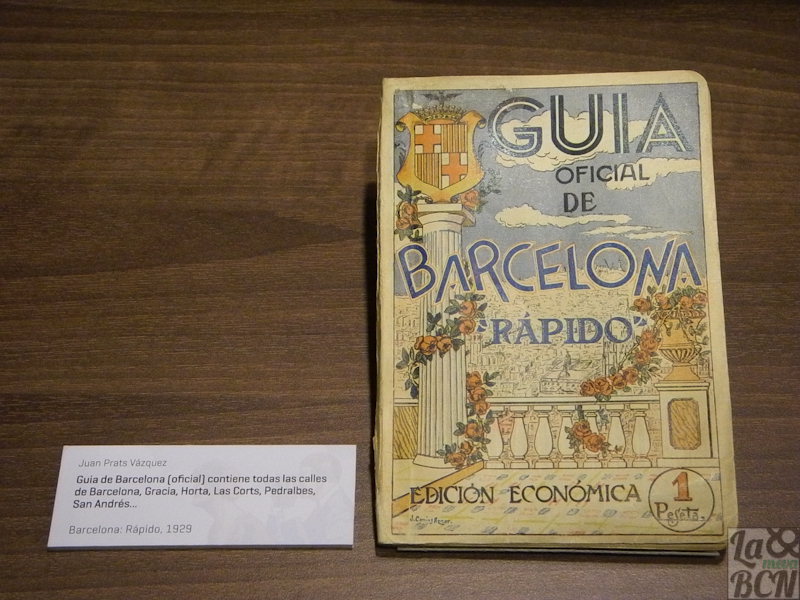 GUIA
OFICIAL
DE
BARCELONA
"RÁPIDO"
EDICIÓN ECONÓMICA
1
Peseta.
Juan Prats Vázquez
Guía de Barcelona [oficial] contiene todas las calles
de Barcelona, Gracia, Horta, Las Corts, Pedralbes,
San Andrés...
Barcelona: Rápido, 1929
La&
meva
BCN